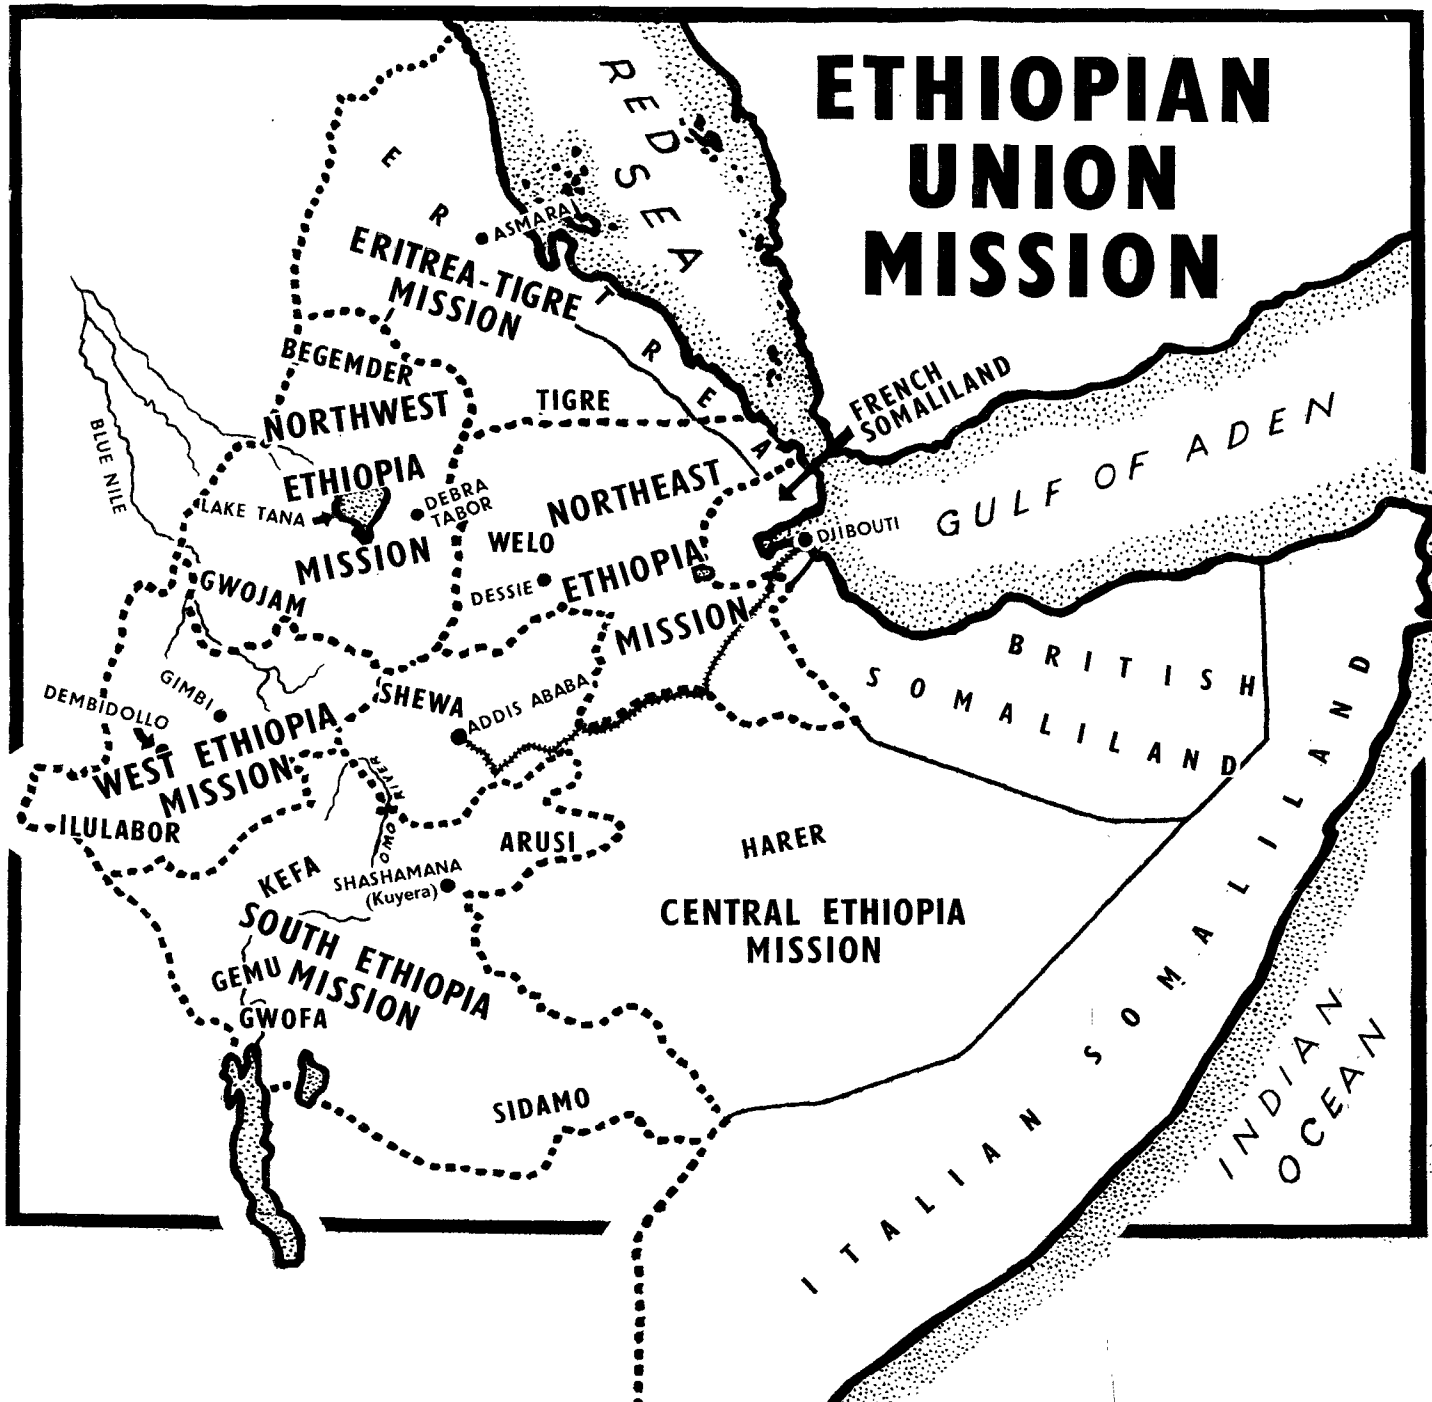 ETHIOPIAN
UNION
MISSION
RED
SEA
ERITREA
ASMARA
ERITREA-TIGRE
MISSION
BEGEMDER
NORTHWEST
ETHIOPIA
MISSION
TIGRE
FRENCH
SOMALILAND
BLUE NILE
LAKE TANA
DEBRA
TABOR
NORTHEAST
ETHIOPIA
MISSION
WELO
DESSIE
DJIBOUTI
GULF OF ADEN
GWOJAM
BRITISH
SOMALILAND
GIMBI
DEMBIDOLLO
SHEWA
ADDIS ABABA
WEST ETHIOPIA
MISSION
OMO RIVER
ILULABOR
ARUSI
HARER
KEFA
SHASHAMANA
(Kuyera)
CENTRAL ETHIOPIA
MISSION
SOUTH ETHIOPIA
MISSION
GEMU
GWOFA
SIDAMO
ITALIAN SOMALILAND
INDIAN
OCEAN